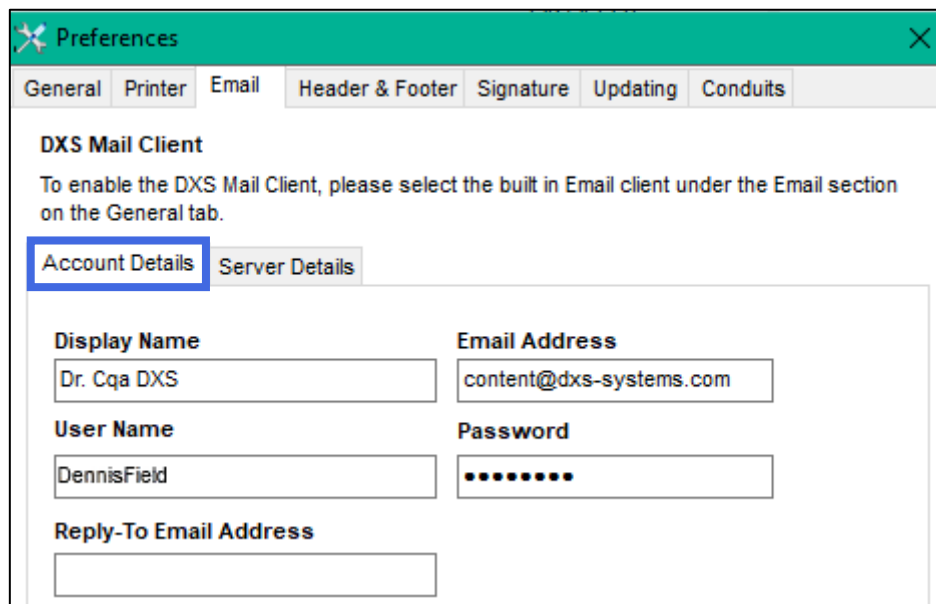 Preferences
General Printer Email Header & Footer Signature Updating Conduits
DXS Mail Client
To enable the DXS Mail Client, please select the built in Email client under the Email section
on the General tab.
Account Details Server Details
Display Name Email Address
Dr. Cqa DXS content@dxs-systems.com
User Name Password
DennisField ••••••••
Reply-To Email Address